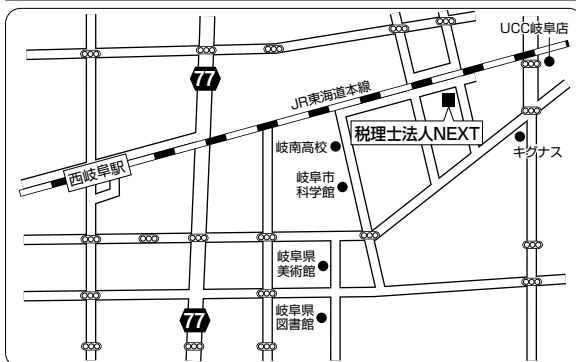 UCC岐阜店
77
JR東海道本線
税理士法人NEXT
岐南高校
キグナス
西岐阜駅
岐阜市
科学館
岐阜県
美術館
77
岐阜県
図書館